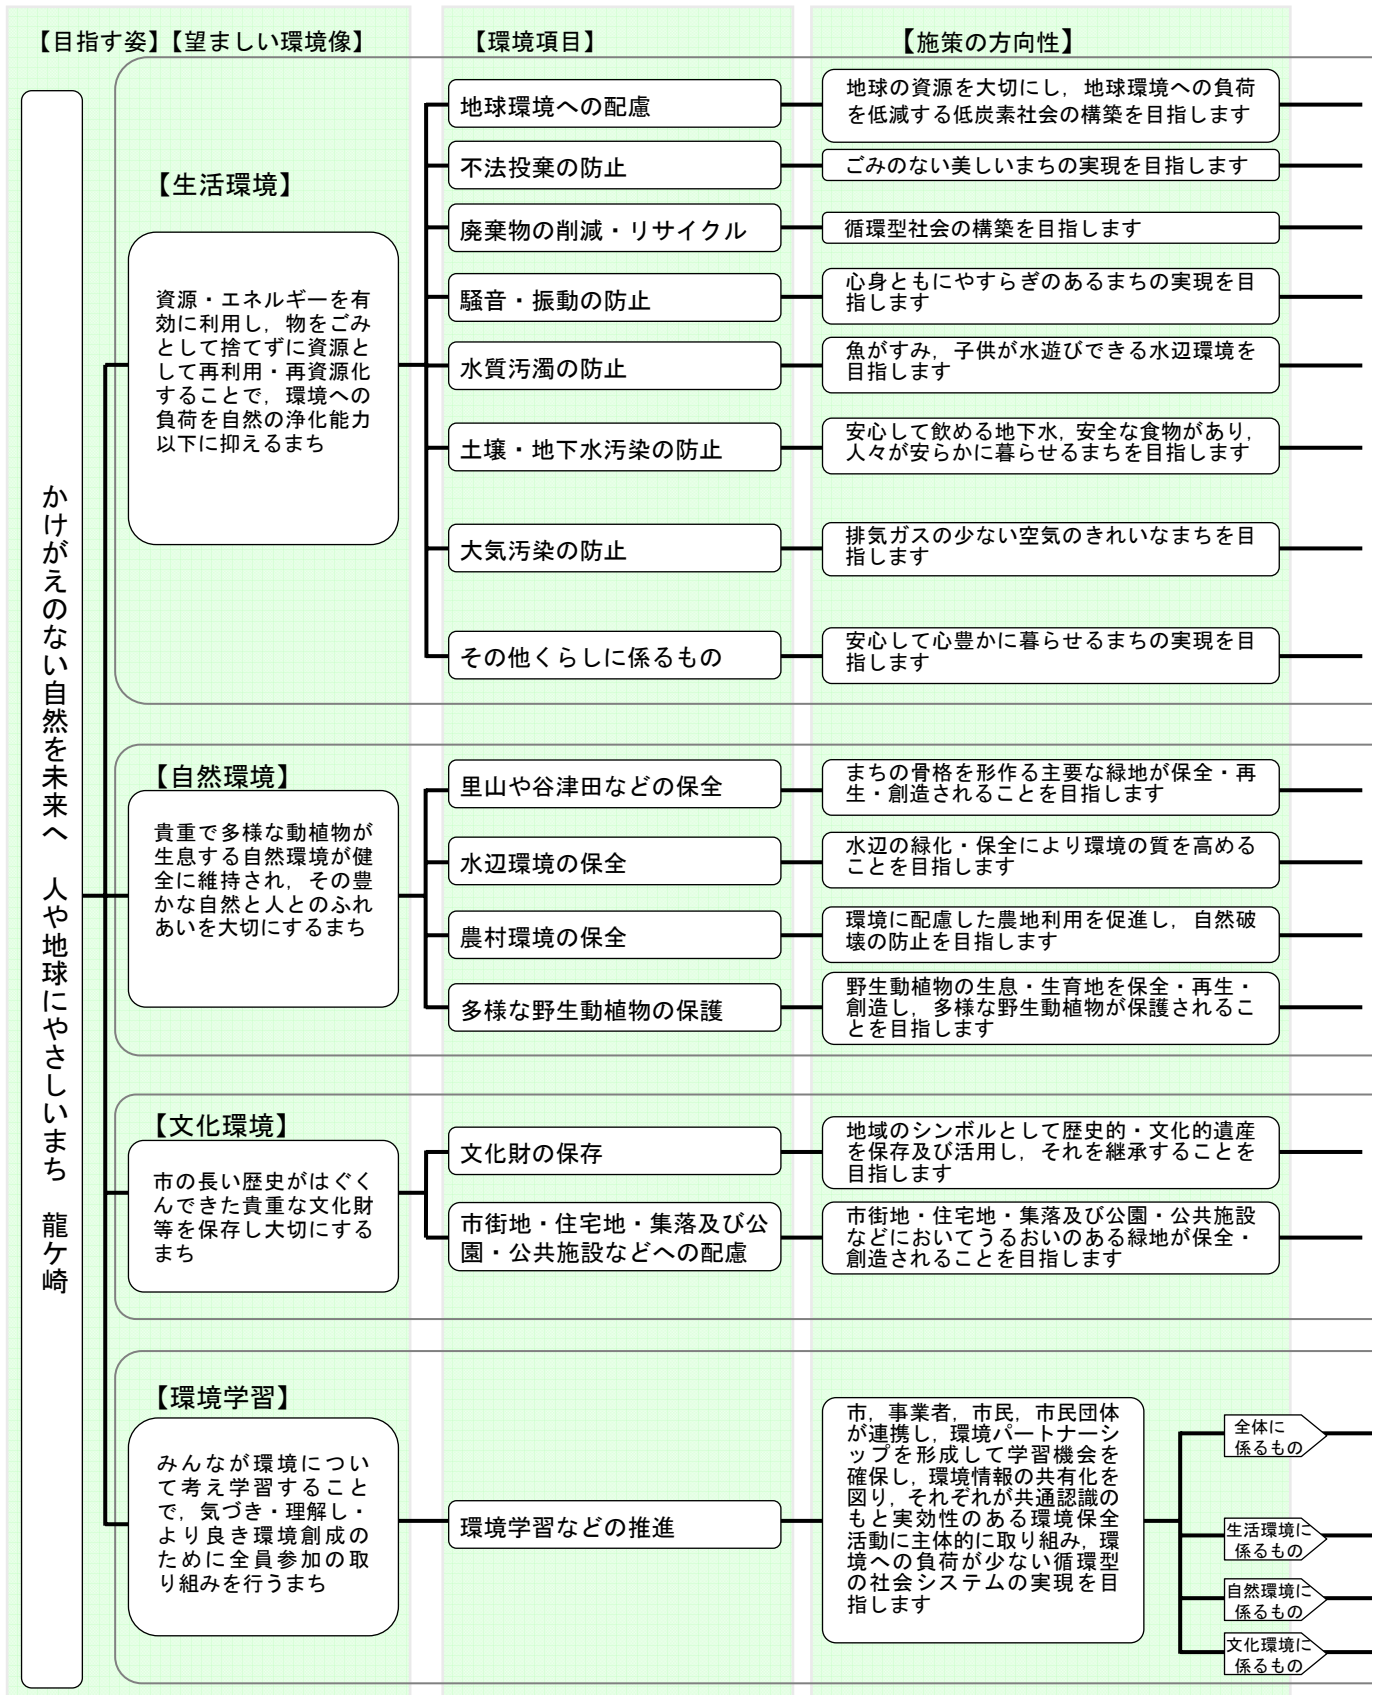 【目指す姿】【望ましい環境像】
【環境項目】
【施策の方向性】
かけがえのない自然を未来へ　人や地球にやさしいまち　龍ケ崎
【生活環境】
資源・エネルギーを有
効に利用し，物をごみ
として捨てずに資源と
して再利用・再資源化
することで，環境への
負荷を自然の浄化能力
以下に抑えるまち
地球環境への配慮
地球の資源を大切にし，地球環境への負荷
を低減する低炭素社会の構築を目指します
不法投棄の防止
ごみのない美しいまちの実現を目指します
廃棄物の削減・リサイクル
循環型社会の構築を目指します
騒音・振動の防止
心身ともにやすらぎのあるまちの実現を目
指します
水質汚濁の防止
魚がすみ，子供が水遊びできる水辺環境を
目指します
土壌・地下水汚染の防止
安心して飲める地下水，安全な食物があり，
人々が安らかに暮らせるまちを目指します
大気汚染の防止
排気ガスの少ない空気のきれいなまちを目
指します
その他くらしに係るもの
安心して心豊かに暮らせるまちの実現を目
指します
【自然環境】
貴重で多様な動植物が
生息する自然環境が健
全に維持され，その豊
かな自然と人とのふれ
あいを大切にするまち
里山や谷津田などの保全
まちの骨格を形作る主要な緑地が保全・再
生・創造されることを目指します
水辺環境の保全
水辺の緑化・保全により環境の質を高める
ことを目指します
農村環境の保全
環境に配慮した農地利用を促進し，自然破
壊の防止を目指します
多様な野生動植物の保護
野生動植物の生息・生育地を保全・再生・
創造し，多様な野生動植物が保護されるこ
とを目指します
【文化環境】
市の長い歴史がはぐく
んできた貴重な文化財
等を保存し大切にする
まち
文化財の保存
地域のシンボルとして歴史的・文化的遺産
を保存及び活用し，それを継承することを
目指します
市街地・住宅地・集落及び公
園・公共施設などへの配慮
市街地・住宅地・集落及び公園・公共施設
などにおいてうるおいのある緑地が保全・
創造されることを目指します
【環境学習】
みんなが環境につい
て考え学習すること
で，気づき・理解し・
より良き環境創成の
ために全員参加の取
り組みを行うまち
環境学習などの推進
市，事業者，市民，市民団体
が連携し，環境パートナーシ
ップを形成して学習機会を
確保し，環境情報の共有化を
図り，それぞれが共通認識の
もと実効性のある環境保全
活動に主体的に取り組み，環
境への負荷が少ない循環型
の社会システムの実現を目
指します
全体に
係るもの
生活環境に
係るもの
自然環境に
係るもの
文化環境に
係るもの